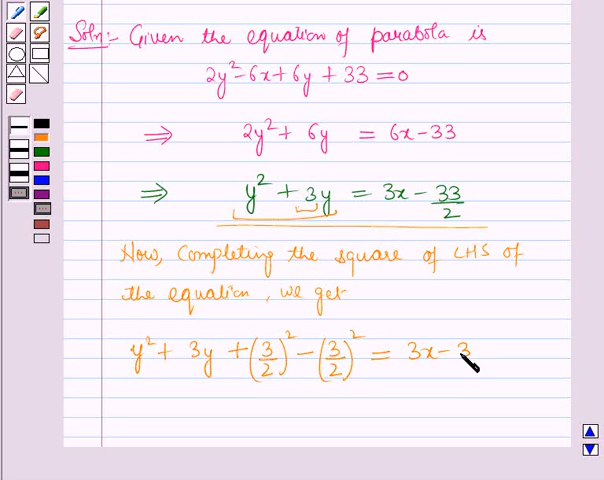 Soln:- Given the equation of parabola is
2y²-6x+6y+33=0
⇒ 2y²+6y = 6x-33
⇒ y²+3y = 3x-33/2
Now, Completing the square of LHS of
the equation, we get
y²+3y+(3/2)²-(3/2)² = 3x-3